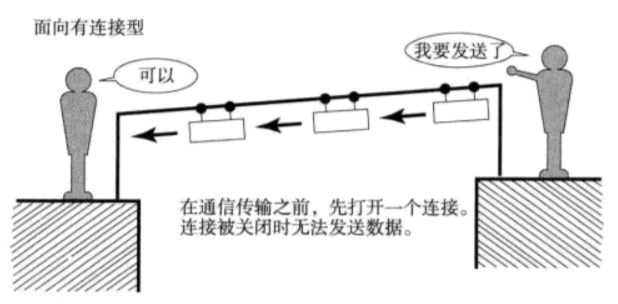 面向有连接型
我要发送了
可以
在通信传输之前，先打开一个连接。
连接被关闭时无法发送数据。